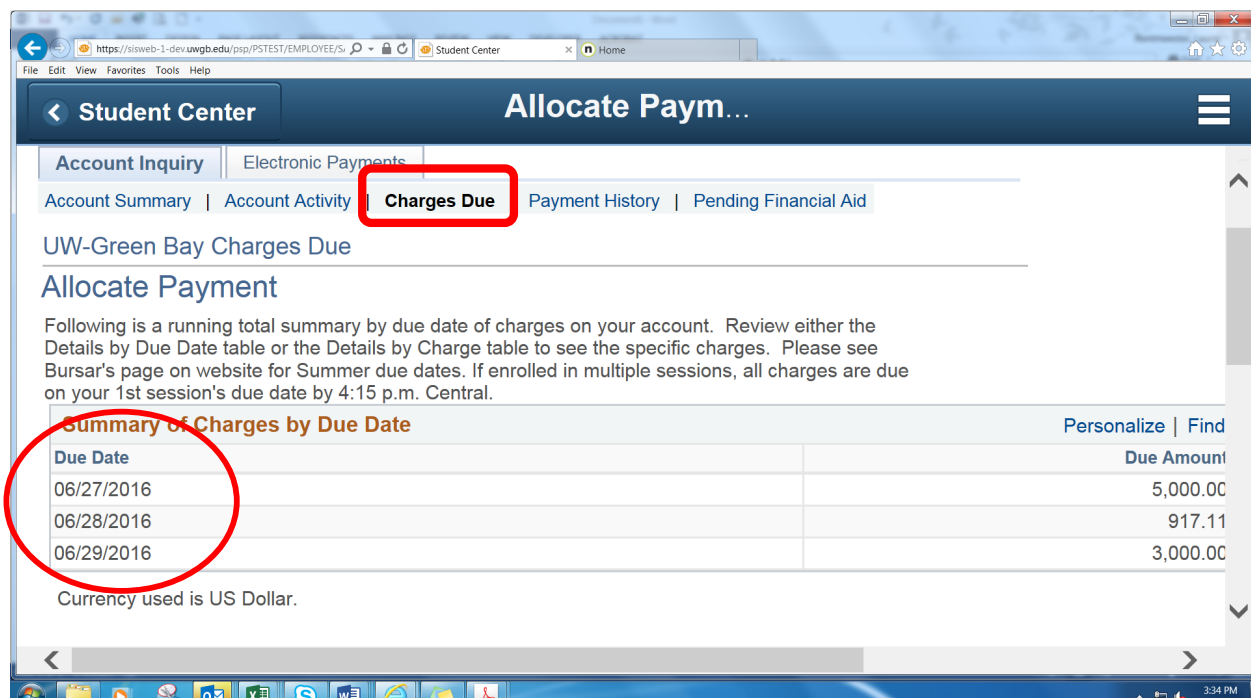 https://sisweb-1-dev.uwgb.edu/psp/PSTEST/EMPLOYEE/S
Student Center
Home
File Edit View Favorites Tools Help
Student Center
Allocate Paym...
Account Inquiry
Electronic Payments
Account Summary | Account Activity | Charges Due Payment History | Pending Financial Aid
UW-Green Bay Charges Due
Allocate Payment
Following is a running total summary by due date of charges on your account. Review either the
Details by Due Date table or the Details by Charge table to see the specific charges. Please see
Bursar's page on website for Summer due dates. If enrolled in multiple sessions, all charges are due
on your 1st session's due date by 4:15 p.m. Central.
Summary of Charges by Due Date Personalize | Find
Due Date Due Amount
06/27/2016 5,000.00
06/28/2016 917.11
06/29/2016 3,000.00
Currency used is US Dollar.
3:34 PM